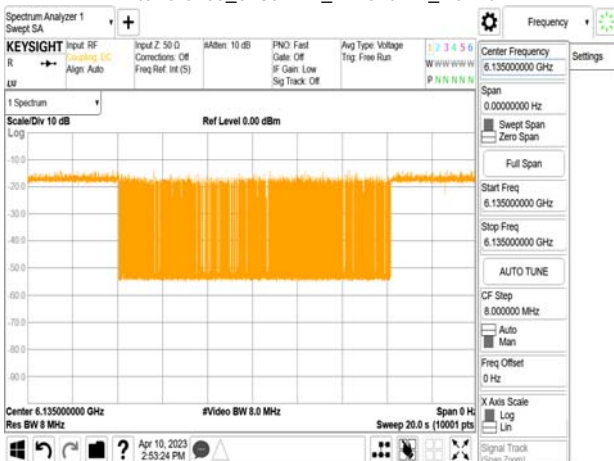 Spectrum Analyzer 1
Swept SA
Frequency
KEYSIGHT
R
Input: RF
Coupling: DC
Align: Auto
Input Z: 50 Ω
Corrections: Off
Freq Ref: Int (S)
#Atten: 10 dB
PNO: Fast
Gate: Off
IF Gain: Low
Sig Track: Off
Avg Type: Voltage
Trig: Free Run
1 2 3 4 5 6
W W W W W W
P N N N N N
1 Spectrum
Scale/Div 10 dB
Ref Level 0.00 dBm
Log
-10.0
-20.0
-30.0
-40.0
-50.0
-60.0
-70.0
-80.0
-90.0
Center 6.135000000 GHz
#Video BW 8.0 MHz
Span 0 Hz
Res BW 8 MHz
Sweep 20.0 s (10001 pts
Apr 10, 2023
2:53:24 PM
Center Frequency
6.135000000 GHz
Settings
Span
0.00000000 Hz
Swept Span
Zero Span
Full Span
Start Freq
6.135000000 GHz
Stop Freq
6.135000000 GHz
AUTO TUNE
CF Step
8.000000 MHz
Auto
Man
Freq Offset
0 Hz
X Axis Scale
Log
Lin
Signal Track
(Span Zoom)